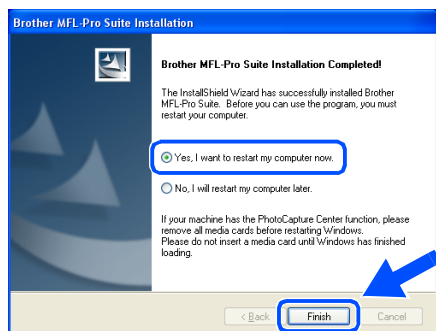 Brother MFL-Pro Suite Installation
Brother MFL-Pro Suite Installation Completed!
The InstallShield Wizard has successfully installed Brother
MFL-Pro Suite. Before you can use the program, you must
restart your computer.
Yes, I want to restart my computer now.
No, I will restart my computer later.
If your machine has the PhotoCapture Center function, please
remove all media cards before restarting Windows.
Please do not insert a media card until Windows has finished
loading.
< Back Finish Cancel